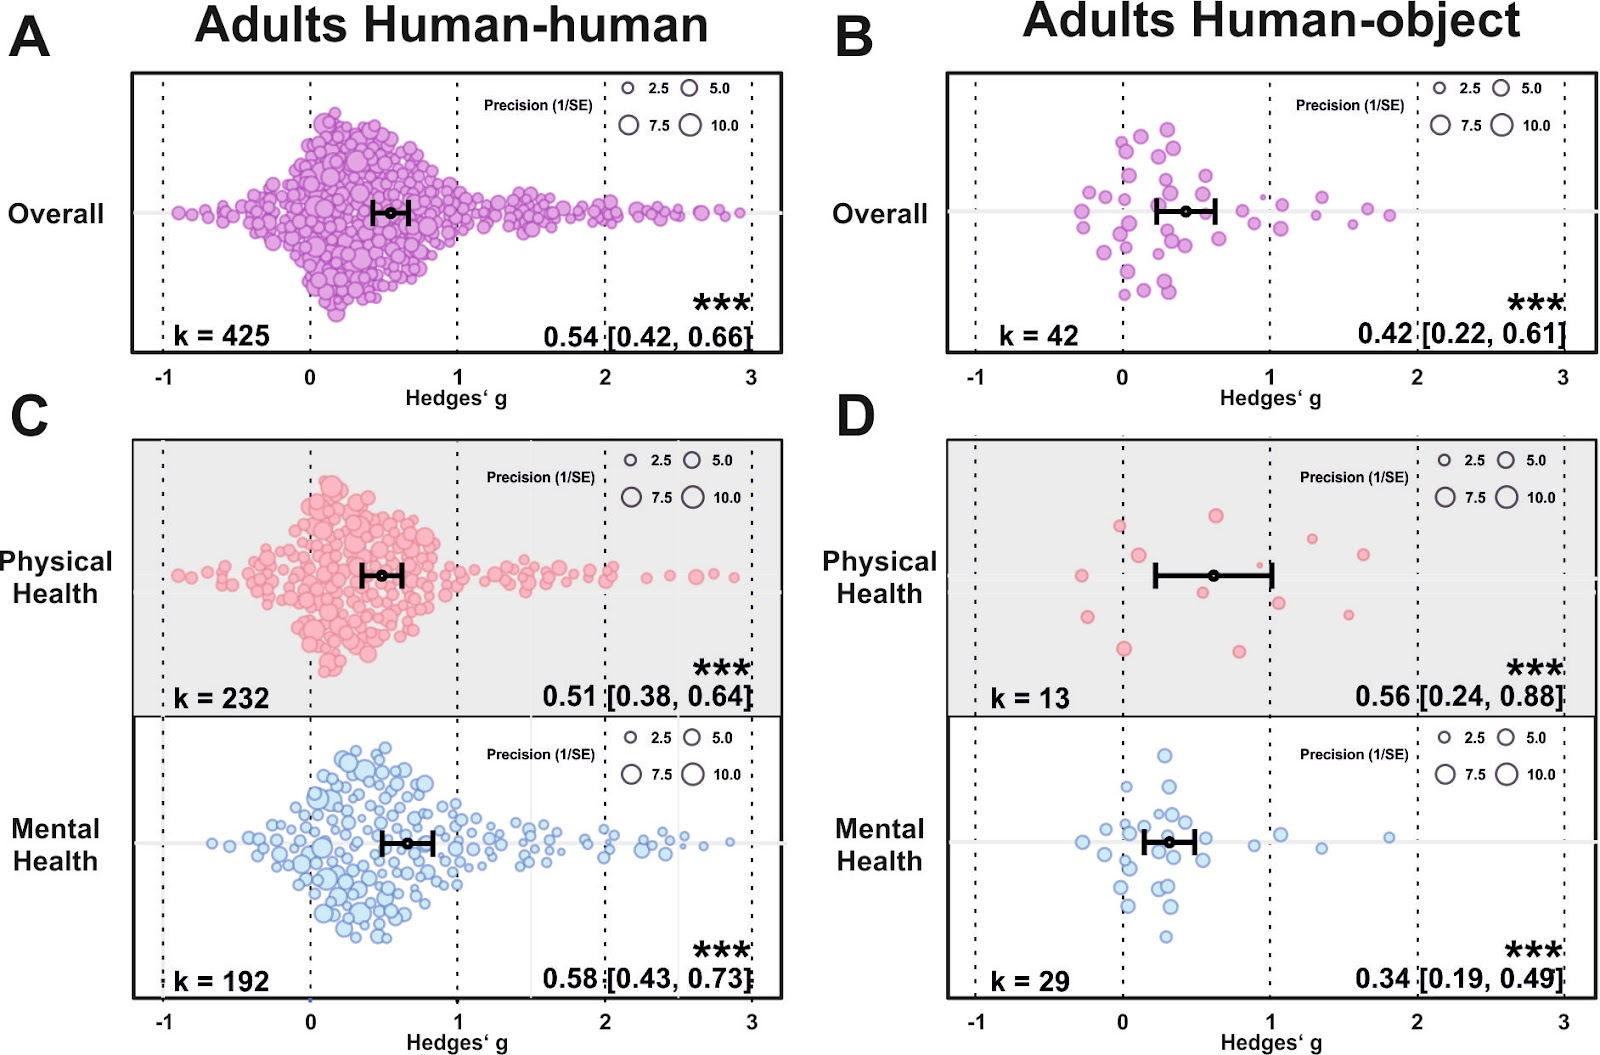 A
Adults Human-human
Precision (1/SE)
2.5
5.0
7.5
10.0
Overall
***
k = 425
0.54 [0.42, 0.66]
-1
0
1
2
3
Hedges‘ g
B
Adults Human-object
Precision (1/SE)
2.5
5.0
7.5
10.0
Overall
***
k = 42
0.42 [0.22, 0.61]
-1
0
1
2
3
Hedges‘ g
C
Precision (1/SE)
2.5
5.0
7.5
10.0
Physical
Health
***
k = 232
0.51 [0.38, 0.64]
Precision (1/SE)
2.5
5.0
7.5
10.0
Mental
Health
***
k = 192
0.58 [0.43, 0.73]
-1
0
1
2
3
Hedges‘ g
D
Precision (1/SE)
2.5
5.0
7.5
10.0
Physical
Health
***
k = 13
0.56 [0.24, 0.88]
Precision (1/SE)
2.5
5.0
7.5
10.0
Mental
Health
***
k = 29
0.34 [0.19, 0.49]
-1
0
1
2
3
Hedges‘ g